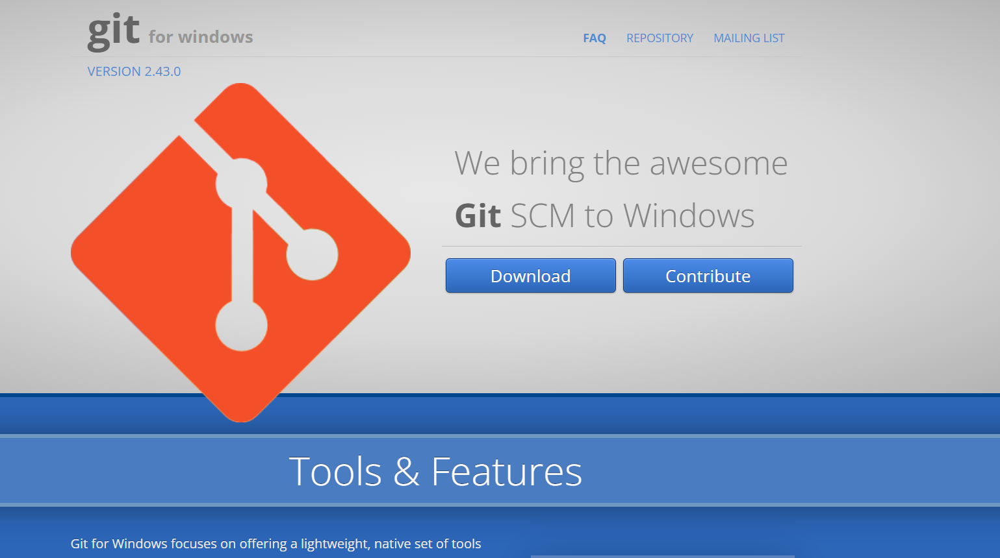 git for windows
FAQ REPOSITORY MAILING LIST
VERSION 2.43.0
We bring the awesome
Git SCM to Windows
Download Contribute
Tools & Features
Git for Windows focuses on offering a lightweight, native set of tools